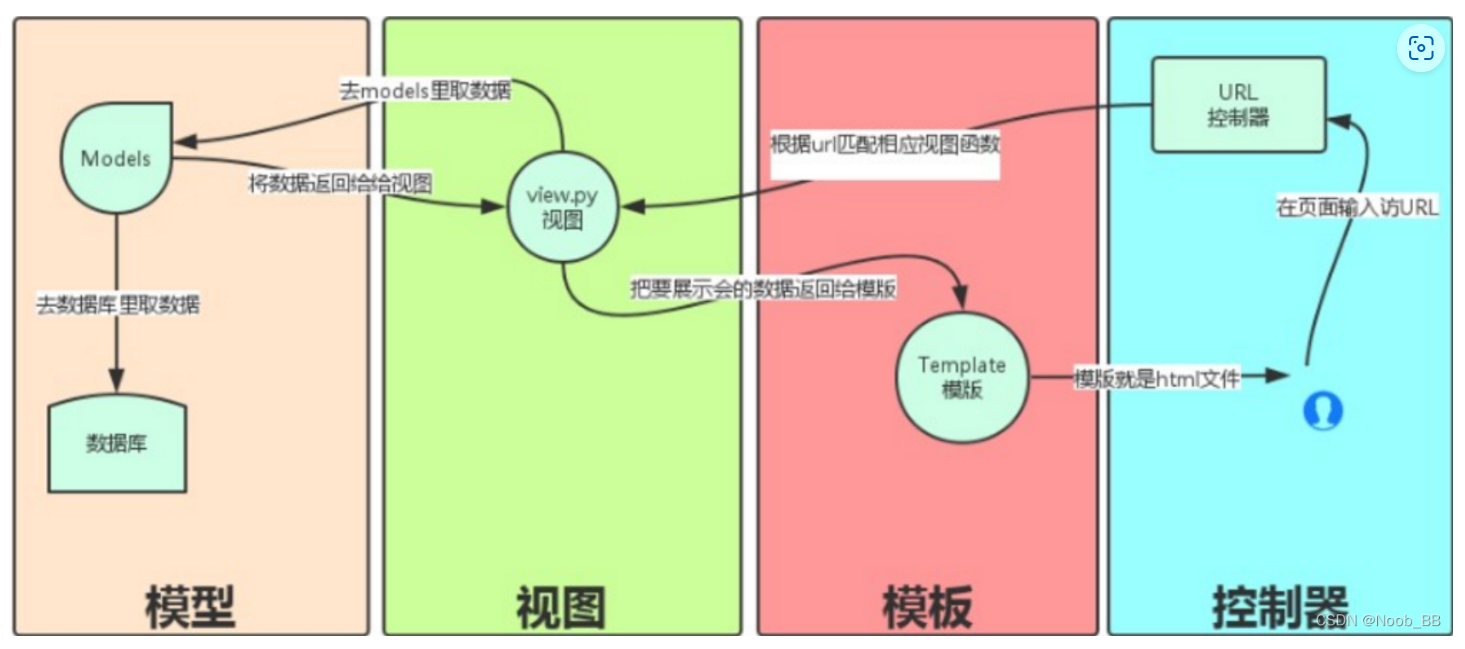 去models里取数据
URL
控制器
根据url匹配相应视图函数
Models
将数据返回给给视图
view.py
视图
在页面输入访URL
把要展示会的数据返回给模版
去数据库里取数据
Template
模版
模版就是html文件
数据库
模型
视图
模板
控制器
CSDN @Noob_BB